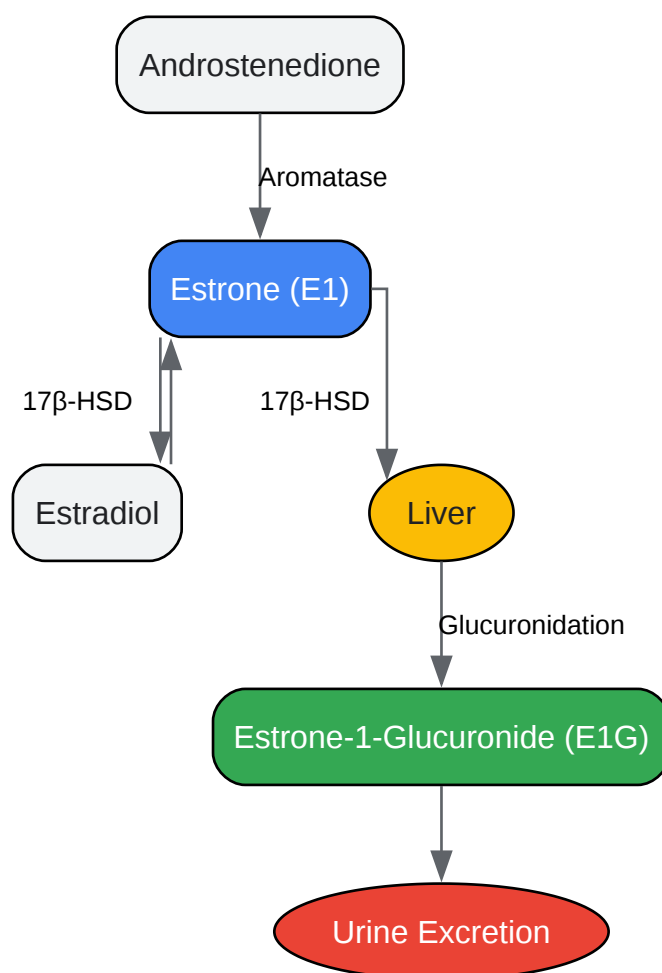 Androstenedione
Aromatase
Estrone (E1)
17β-HSD
17β-HSD
Estradiol
Liver
Glucuronidation
Estrone-1-Glucuronide (E1G)
Urine Excretion